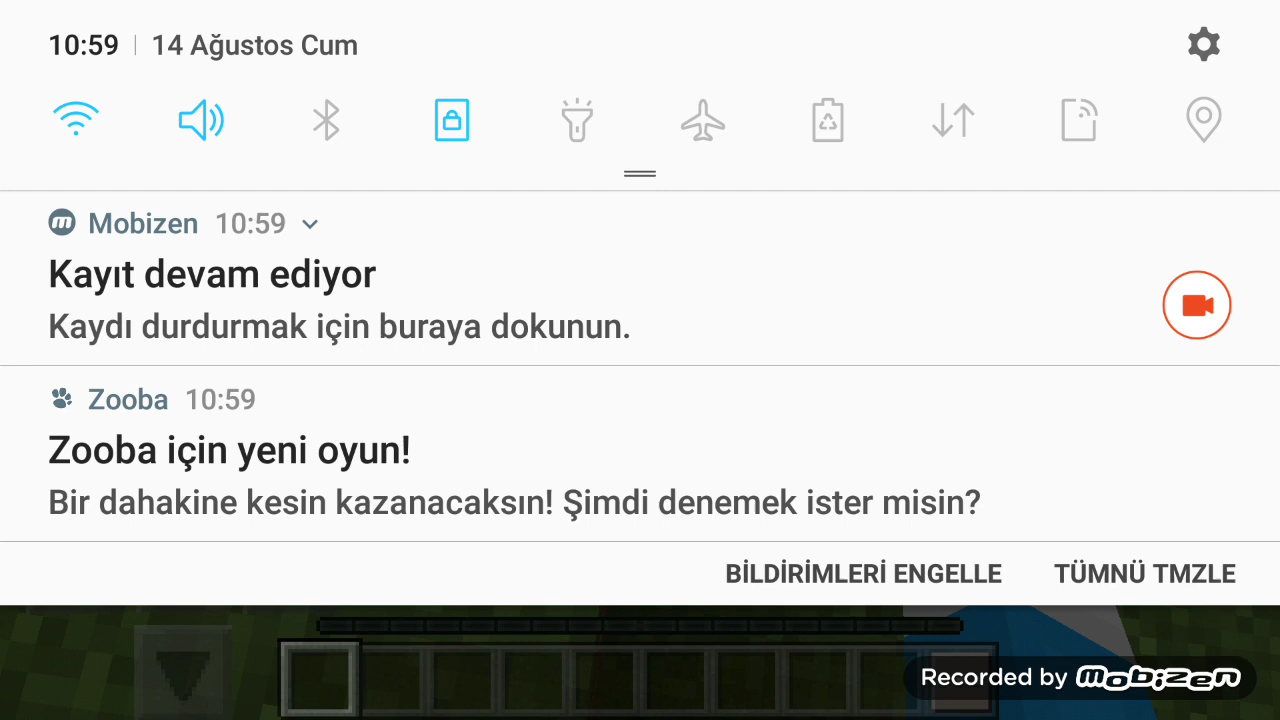 10:59 14 Ağustos Cum
Mobizen 10:59
Kayıt devam ediyor
Kaydı durdurmak için buraya dokunun.
Zooba 10:59
Zooba için yeni oyun!
Bir dahakine kesin kazanacaksın! Şimdi denemek ister misin?
BİLDİRİMLERİ ENGELLE TÜMNÜ TMZLE
Recorded by mobizen